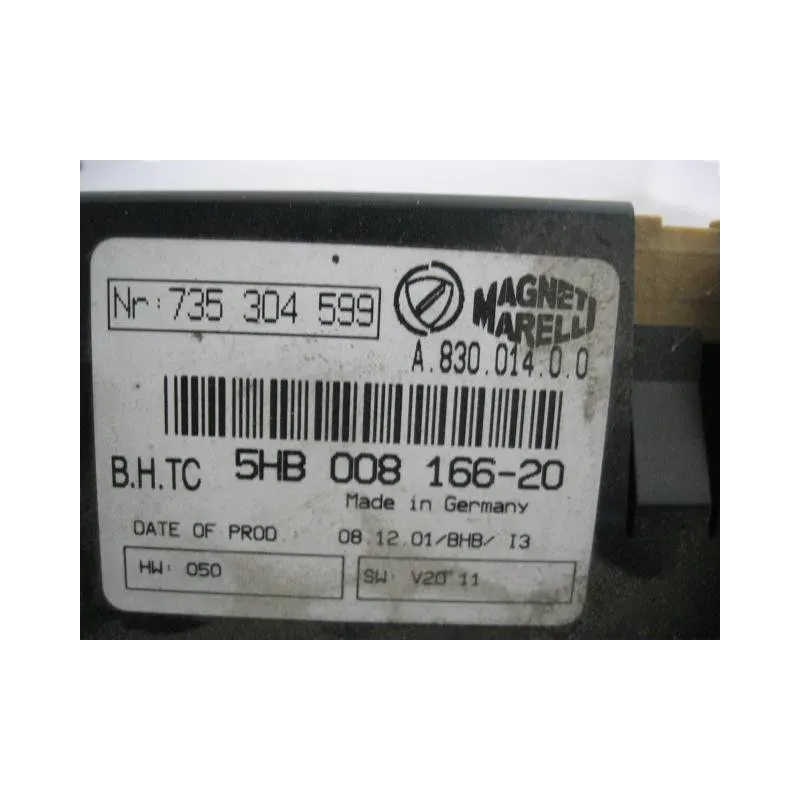 Nr: 735 304 599
MAGNETI
MARELLI
A.830.014.0.0
B.H.TC 5HB 008 166-20
Made in Germany
DATE OF PROD.: 08.12.01/BHB/ I3
HW: 050
SW: V20 11